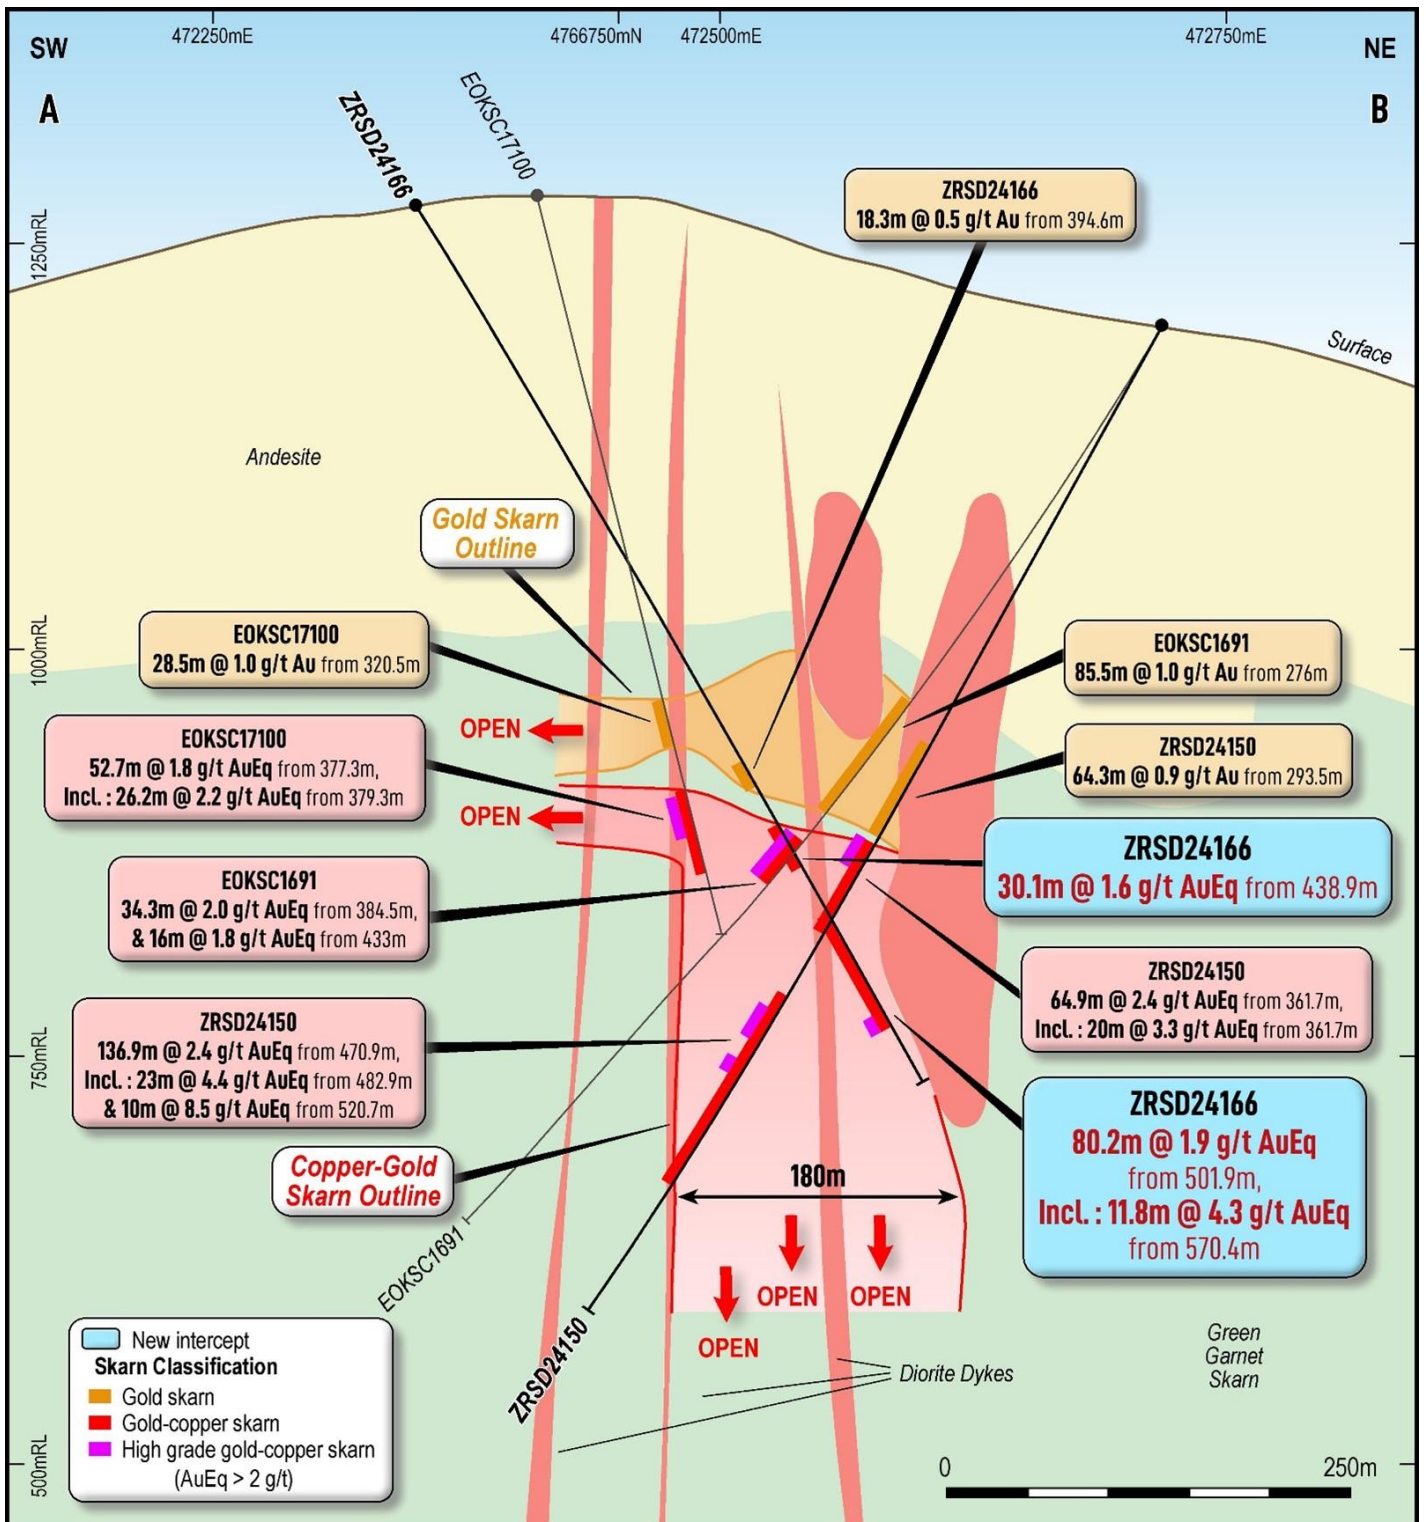 472250mE
4766750mN
472500mE
472750mE
SW
NE
A
B
ZRSD24166
EOKSC17100
ZRSD24166
18.3m @ 0.5 g/t Au from 394.6m
1250mRL
Surface
Andesite
Gold Skarn
Outline
EOKSC17100
28.5m @ 1.0 g/t Au from 320.5m
EOKSC1691
85.5m @ 1.0 g/t Au from 276m
1000mRL
OPEN
EOKSC17100
52.7m @ 1.8 g/t AuEq from 377.3m,
Incl. : 26.2m @ 2.2 g/t AuEq from 379.3m
ZRSD24150
64.3m @ 0.9 g/t Au from 293.5m
OPEN
ZRSD24166
30.1m @ 1.6 g/t AuEq from 438.9m
EOKSC1691
34.3m @ 2.0 g/t AuEq from 384.5m,
& 16m @ 1.8 g/t AuEq from 433m
ZRSD24150
64.9m @ 2.4 g/t AuEq from 361.7m,
Incl. : 20m @ 3.3 g/t AuEq from 361.7m
ZRSD24150
136.9m @ 2.4 g/t AuEq from 470.9m,
Incl. : 23m @ 4.4 g/t AuEq from 482.9m
& 10m @ 8.5 g/t AuEq from 520.7m
750mRL
ZRSD24166
80.2m @ 1.9 g/t AuEq
from 501.9m,
Incl. : 11.8m @ 4.3 g/t AuEq
from 570.4m
Copper-Gold
Skarn Outline
180m
EOKSC1691
OPEN
OPEN
OPEN
ZRSD24150
Diorite Dykes
Green
Garnet
Skarn
New intercept
Skarn Classification
Gold skarn
Gold-copper skarn
High grade gold-copper skarn
(AuEq > 2 g/t)
500mRL
0
250m